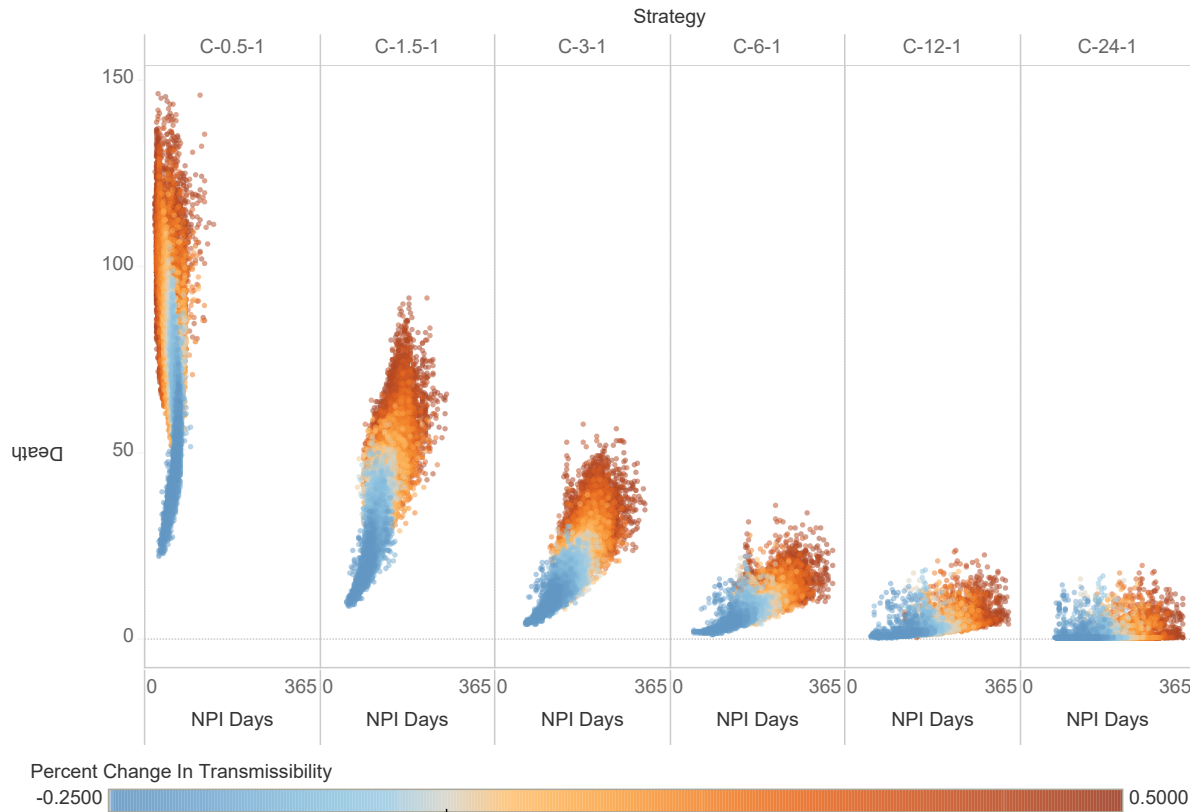 Strategy
C-0.5-1 C-1.5-1 C-3-1 C-6-1 C-12-1 C-24-1
150
100
50
0
Death
0 365 0 365 0 365 0 365 0 365 0 365
NPI Days NPI Days NPI Days NPI Days NPI Days NPI Days
Percent Change In Transmissibility
-0.2500 0.5000